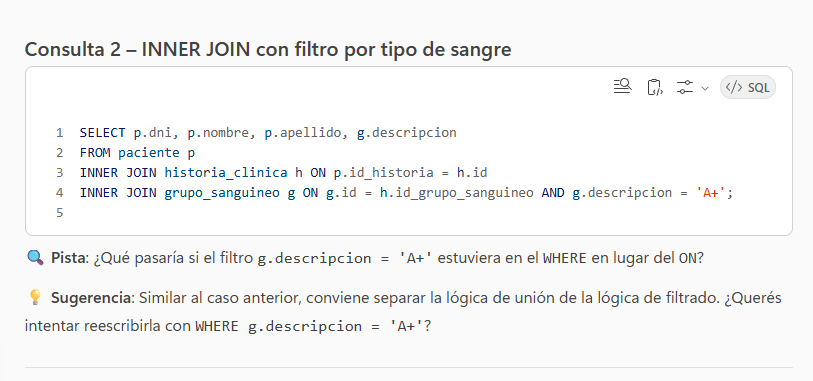 Consulta 2 – INNER JOIN con filtro por tipo de sangre
</> SQL
1 SELECT p.dni, p.nombre, p.apellido, g.descripcion
2 FROM paciente p
3 INNER JOIN historia_clinica h ON p.id_historia = h.id
4 INNER JOIN grupo_sanguineo g ON g.id = h.id_grupo_sanguineo AND g.descripcion = 'A+';
5
🔍 Pista: ¿Qué pasaría si el filtro g.descripcion = 'A+' estuviera en el WHERE en lugar del ON?
💡 Sugerencia: Similar al caso anterior, conviene separar la lógica de unión de la lógica de filtrado. ¿Querés
intentar reescribirla con WHERE g.descripcion = 'A+'?